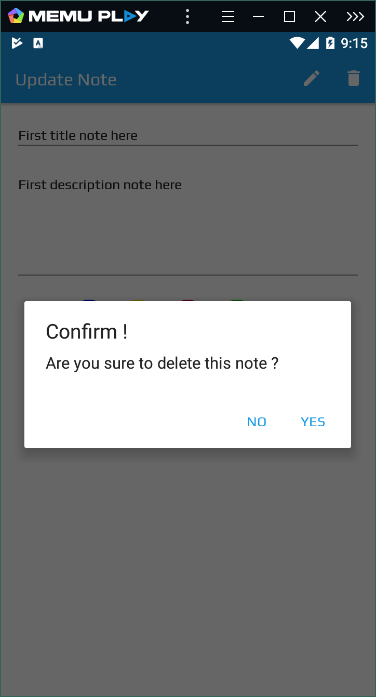 MEMU PLAY
9:15
Update Note
First title note here
First description note here
Confirm !
Are you sure to delete this note ?
NO YES